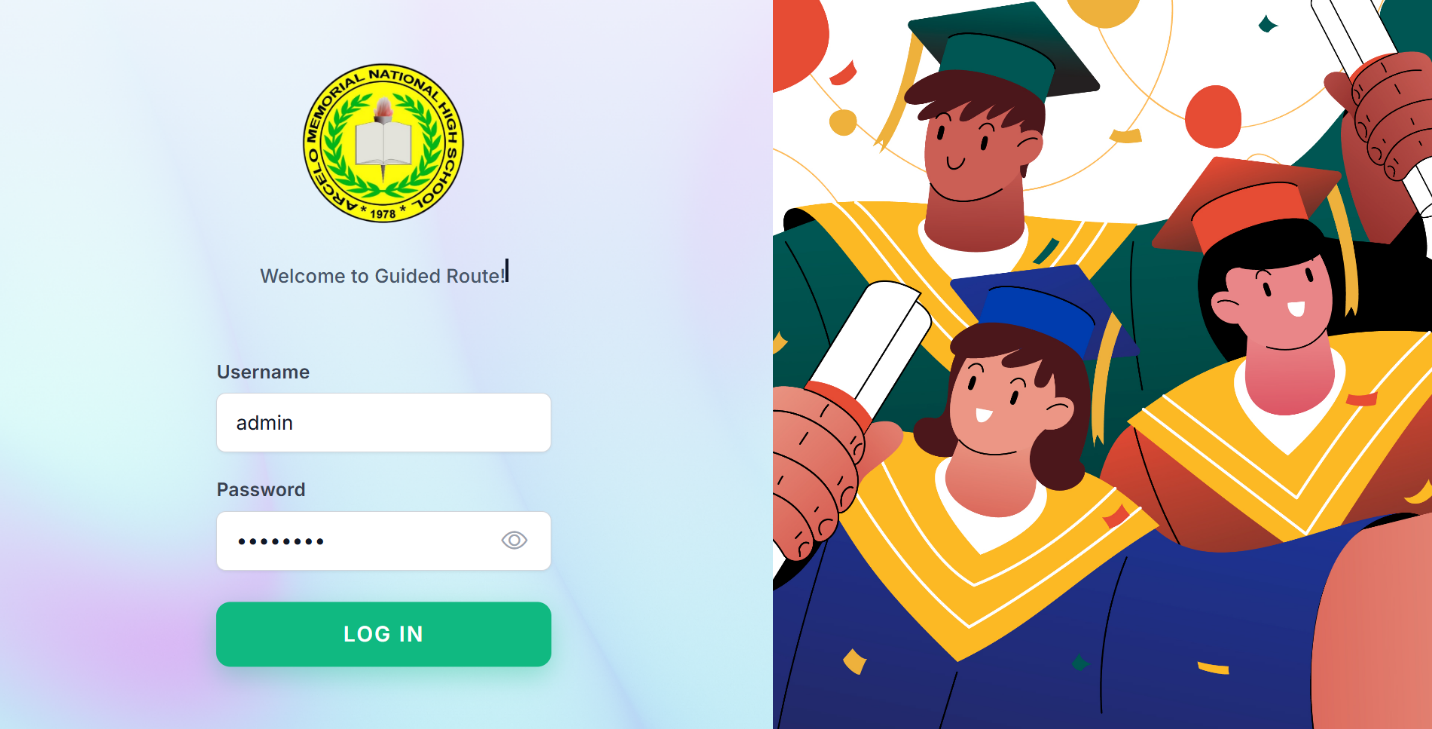 ARCELO MEMORIAL NATIONAL HIGH SCHOOL
* 1978 *
Welcome to Guided Route!
Username
admin
Password
••••••••
LOG IN